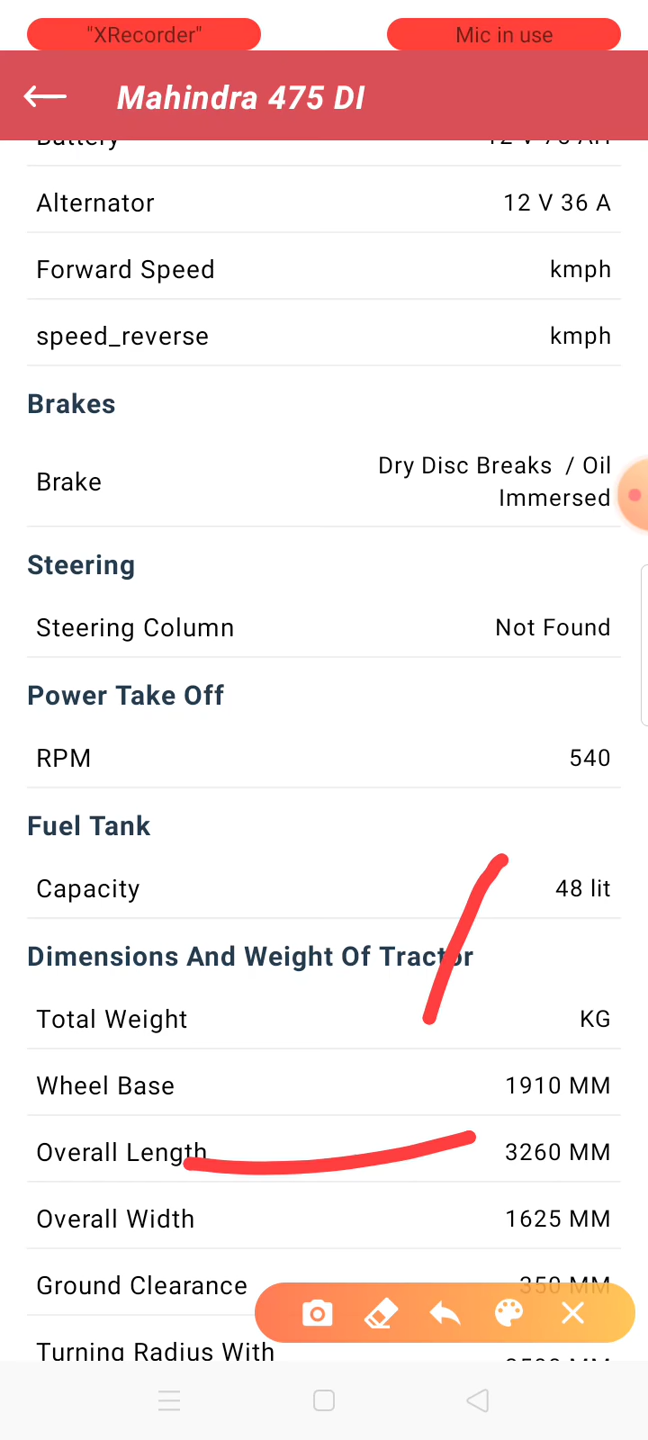 "XRecorder"
Mic in use
Mahindra 475 DI
Battery
Alternator 12 V 36 A
Forward Speed kmph
speed_reverse kmph
Brakes
Brake Dry Disc Breaks / Oil
Immersed
Steering
Steering Column Not Found
Power Take Off
RPM 540
Fuel Tank
Capacity 48 lit
Dimensions And Weight Of Tractor
Total Weight KG
Wheel Base 1910 MM
Overall Length 3260 MM
Overall Width 1625 MM
Ground Clearance 350 MM
Turning Radius With